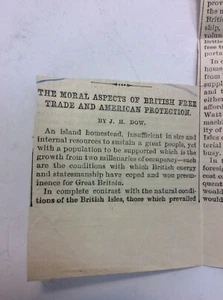 THE MORAL ASPECTS OF BRITISH FREE
TRADE AND AMERICAN PROTECTION.
BY J. H. DOW.
An island homestead, insufficient in size and
internal resources to sustain a great people, yet
with a population to be supported which is the
growth from two millenaries of occupancy—such
are the conditions with which British energy
and statesmanship have coped and won preem-
inence for Great Britain.
In complete contrast with the natural condi-
tions of the British Isles, those which prevailed